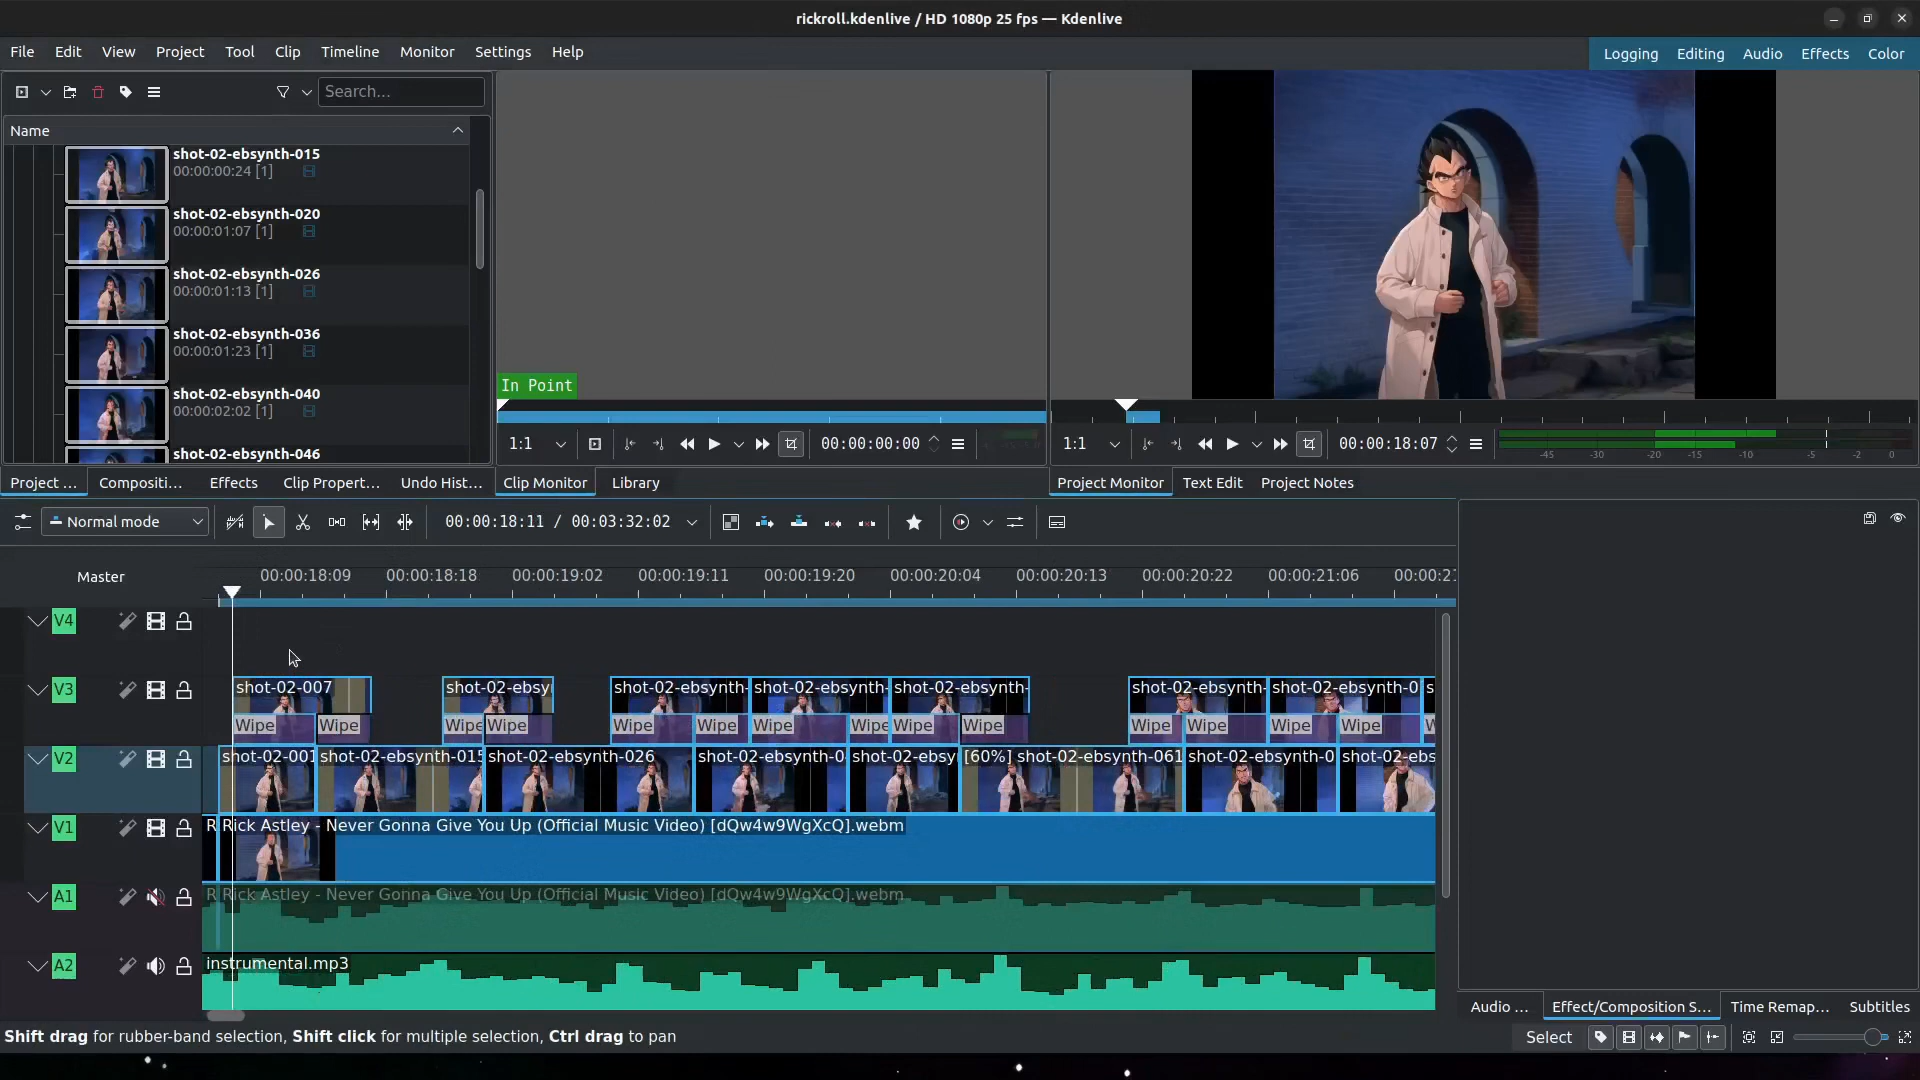 rickroll.kdenlive / HD 1080p 25 fps — Kdenlive
File Edit View Project Tool Clip Timeline Monitor Settings Help
Logging Editing Audio Effects Color
Search...
Name
shot-02-ebsynth-015
00:00:00:24 [1]
shot-02-ebsynth-020
00:00:01:07 [1]
shot-02-ebsynth-026
00:00:01:13 [1]
shot-02-ebsynth-036
00:00:01:23 [1]
shot-02-ebsynth-040
00:00:02:02 [1]
shot-02-ebsynth-046
In Point
1:1 00:00:00:00
1:1 00:00:18:07
-45 -30 -20 -15 -10 -5 -2 0
Project ... Compositi... Effects Clip Propert... Undo Hist...
Clip Monitor Library
Project Monitor Text Edit Project Notes
Normal mode 00:00:18:11 / 00:03:32:02
Master
00:00:18:09 00:00:18:18 00:00:19:02 00:00:19:11 00:00:19:20 00:00:20:04 00:00:20:13 00:00:20:22 00:00:21:06 00:00:21
V4
V3
shot-02-007 shot-02-ebsy shot-02-ebsynth- shot-02-ebsynth- shot-02-ebsynth- shot-02-ebsynth- shot-02-ebsynth-0 s
Wipe Wipe Wipe Wipe Wipe Wipe Wipe Wipe Wipe Wipe Wipe Wipe Wipe Wipe W
V2
shot-02-001 shot-02-ebsynth-015 shot-02-ebsynth-026 shot-02-ebsynth-0 shot-02-ebsy [60%] shot-02-ebsynth-061 shot-02-ebsynth-0 shot-02-ebs
V1
R Rick Astley - Never Gonna Give You Up (Official Music Video) [dQw4w9WgXcQ].webm
A1
R Rick Astley - Never Gonna Give You Up (Official Music Video) [dQw4w9WgXcQ].webm
A2
instrumental.mp3
Audio ... Effect/Composition S... Time Remap... Subtitles
Shift drag for rubber-band selection, Shift click for multiple selection, Ctrl drag to pan
Select